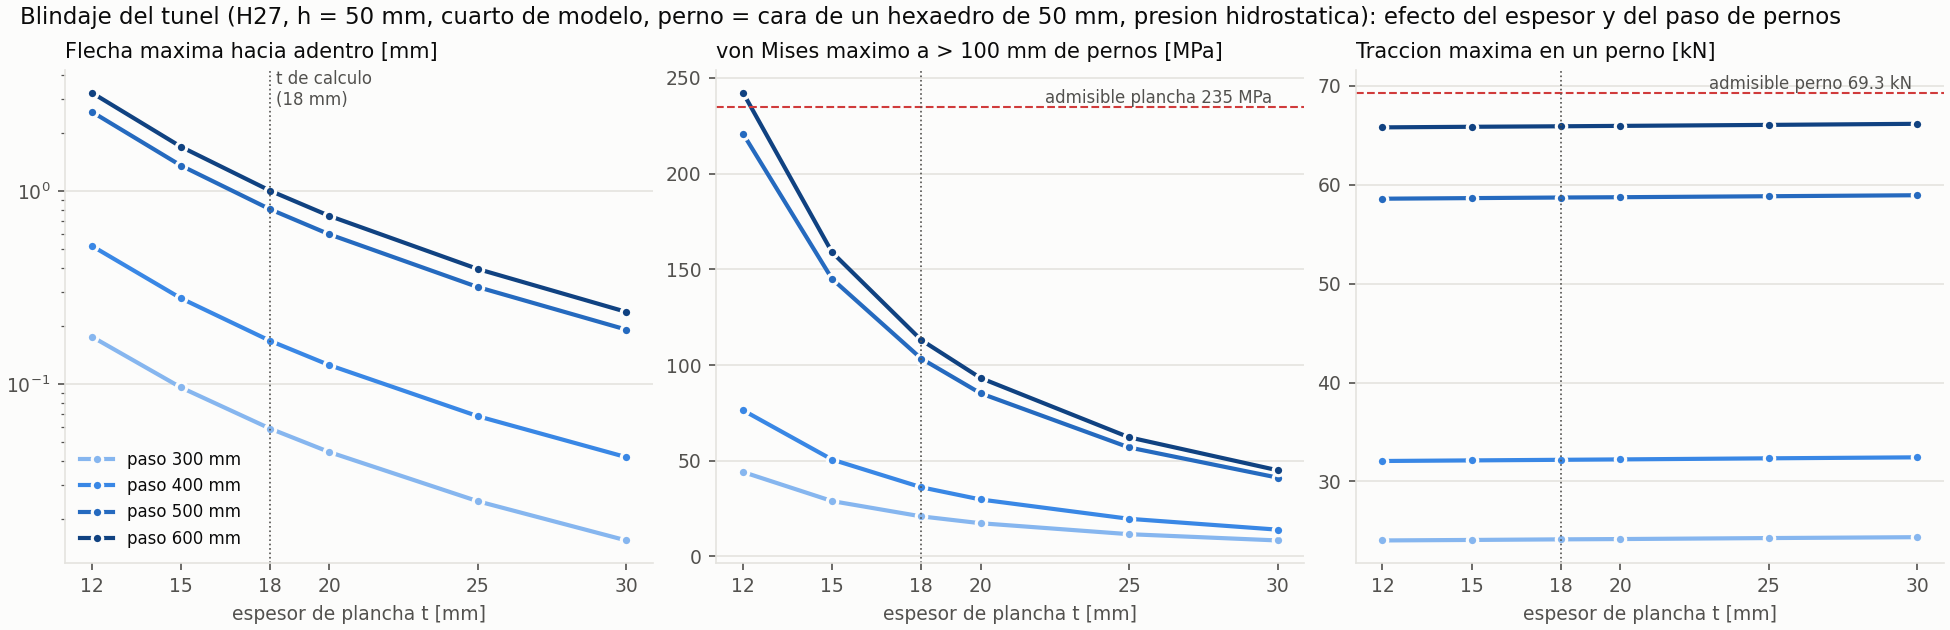 Blindaje del tunel (H27, h = 50 mm, cuarto de modelo, perno = cara de un hexaedro de 50 mm, presion hidrostatica): efecto del espesor y del paso de pernos
Flecha maxima hacia adentro [mm]
t de calculo
(18 mm)
10⁰
10⁻¹
paso 300 mm
paso 400 mm
paso 500 mm
paso 600 mm
12 15 18 20 25 30
espesor de plancha t [mm]
von Mises maximo a > 100 mm de pernos [MPa]
250
admisible plancha 235 MPa
200
150
100
50
0
12 15 18 20 25 30
espesor de plancha t [mm]
Traccion maxima en un perno [kN]
70
admisible perno 69.3 kN
60
50
40
30
12 15 18 20 25 30
espesor de plancha t [mm]